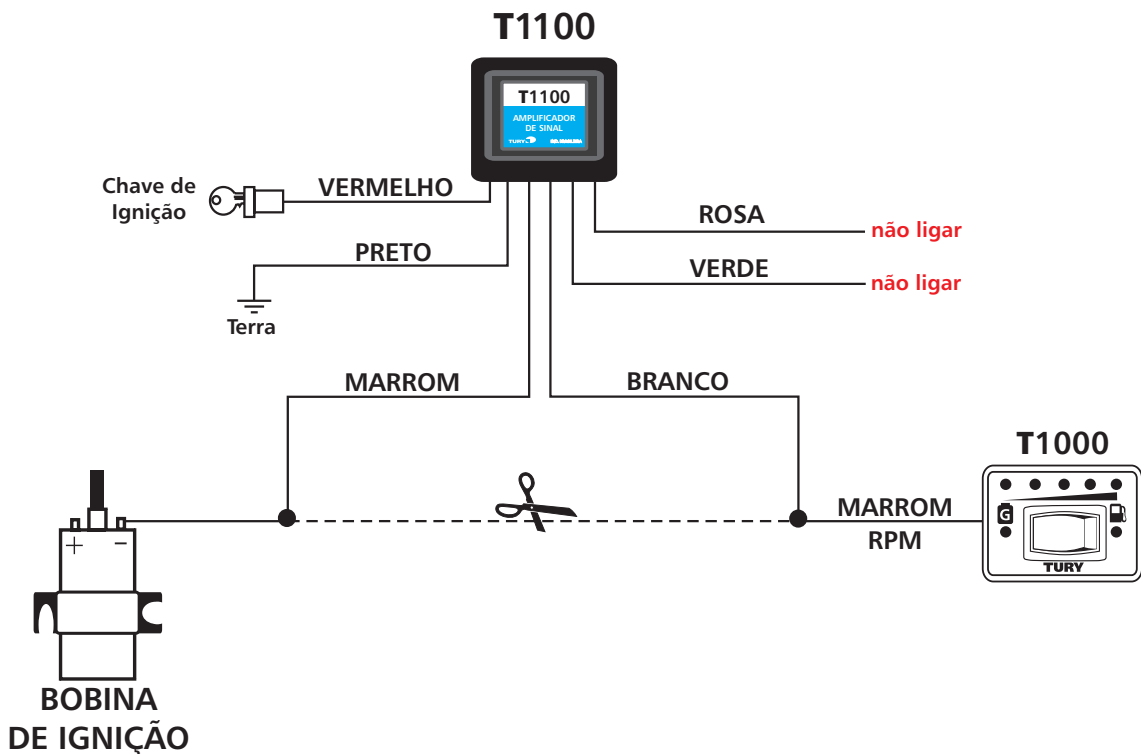 T1100
T1100
AMPLIFICADOR
DE SINAL
TURY
Chave de
Ignição
VERMELHO
ROSA
não ligar
PRETO
VERDE
não ligar
Terra
MARROM
BRANCO
T1000
MARROM
RPM
G
TURY
+ −
BOBINA
DE IGNIÇÃO